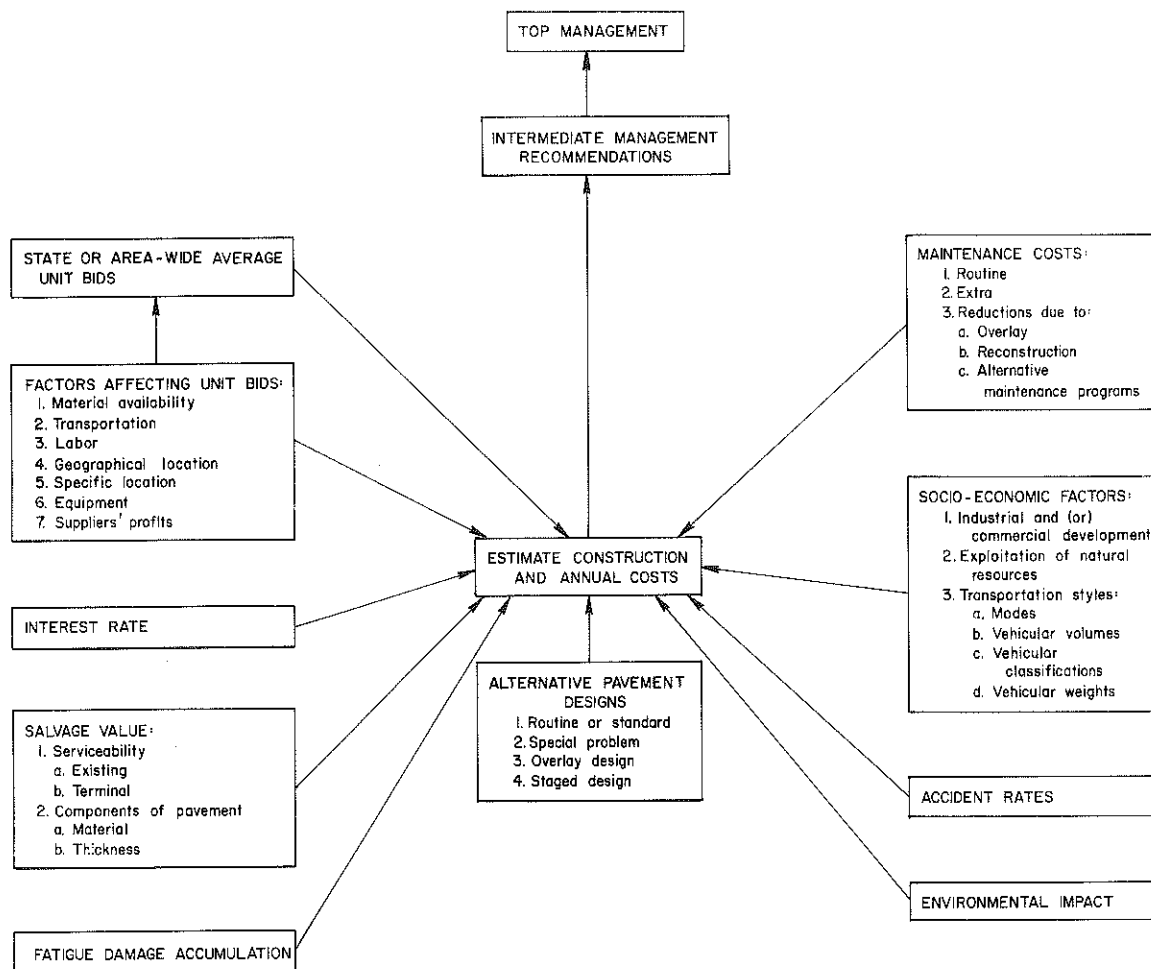 TOP MANAGEMENT
INTERMEDIATE MANAGEMENT
RECOMMENDATIONS
STATE OR AREA-WIDE AVERAGE
UNIT BIDS
FACTORS AFFECTING UNIT BIDS:
1. Material availability
2. Transportation
3. Labor
4. Geographical location
5. Specific location
6. Equipment
7. Suppliers' profits
INTEREST RATE
SALVAGE VALUE:
1. Serviceability
a. Existing
b. Terminal
2. Components of pavement
a. Material
b. Thickness
FATIGUE DAMAGE ACCUMULATION
ESTIMATE CONSTRUCTION
AND ANNUAL COSTS
ALTERNATIVE PAVEMENT
DESIGNS
1. Routine or standard
2. Special problem
3. Overlay design
4. Staged design
MAINTENANCE COSTS:
1. Routine
2. Extra
3. Reductions due to:
a. Overlay
b. Reconstruction
c. Alternative
maintenance programs
SOCIO-ECONOMIC FACTORS:
1. Industrial and (or)
commercial development
2. Exploitation of natural
resources
3. Transportation styles:
a. Modes
b. Vehicular volumes
c. Vehicular
classifications
d. Vehicular weights
ACCIDENT RATES
ENVIRONMENTAL IMPACT